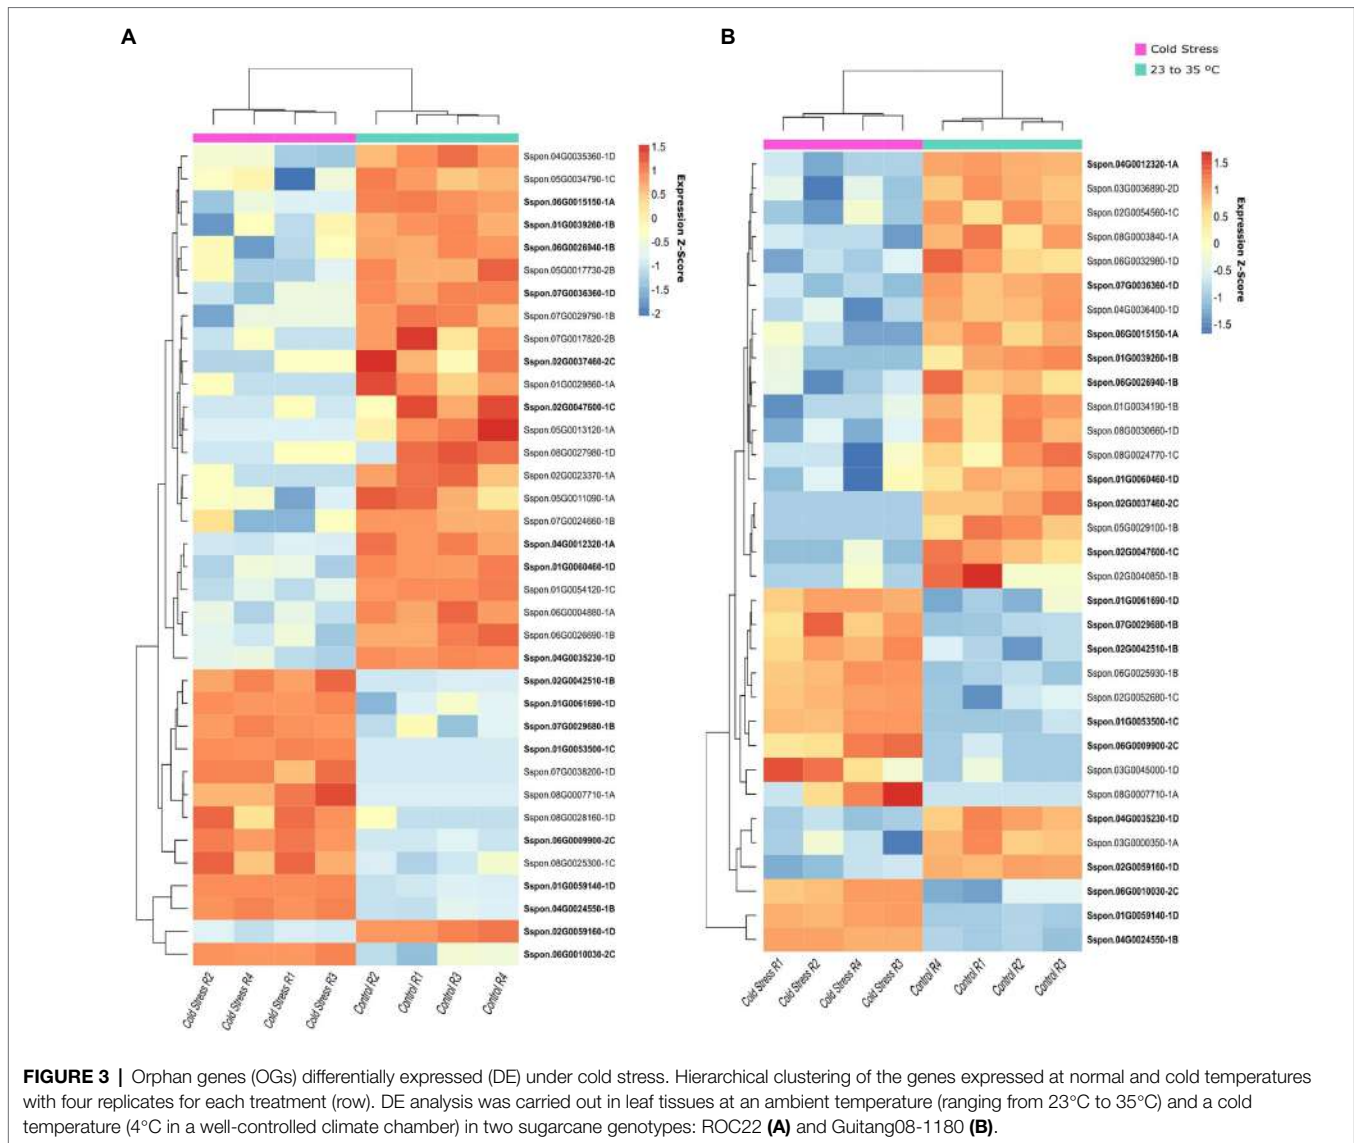 A
B
Cold Stress
23 to 35 ºC
Sspon.04G0035360-1D
Sspon.05G0034790-1C
Sspon.06G0015150-1A
Sspon.01G0039260-1B
Sspon.06G0026940-1B
Sspon.05G0017730-2B
Sspon.07G0036360-1D
Sspon.07G0029790-1B
Sspon.07G0017820-2B
Sspon.02G0037460-2C
Sspon.01G0029860-1A
Sspon.02G0047600-1C
Sspon.05G0013120-1A
Sspon.08G0027980-1D
Sspon.02G0023370-1A
Sspon.05G0011090-1A
Sspon.07G0024660-1B
Sspon.04G0012320-1A
Sspon.01G0060460-1D
Sspon.01G0054120-1C
Sspon.06G0004880-1A
Sspon.06G0026690-1B
Sspon.04G0035230-1D
Sspon.02G0042510-1B
Sspon.01G0061690-1D
Sspon.07G0029680-1B
Sspon.01G0053500-1C
Sspon.07G0038200-1D
Sspon.08G0007710-1A
Sspon.08G0028160-1D
Sspon.06G0009900-2C
Sspon.08G0025300-1C
Sspon.01G0059140-1D
Sspon.04G0024550-1B
Sspon.02G0059160-1D
Sspon.06G0010030-2C
1.5
1
0.5
0
-0.5
-1
-1.5
-2
Expression Z-Score
Cold Stress R2
Cold Stress R4
Cold Stress R1
Cold Stress R3
Control R2
Control R1
Control R3
Control R4
Sspon.04G0012320-1A
Sspon.03G0036890-2D
Sspon.02G0054560-1C
Sspon.08G0003840-1A
Sspon.06G0032980-1D
Sspon.07G0036360-1D
Sspon.04G0036400-1D
Sspon.06G0015150-1A
Sspon.01G0039260-1B
Sspon.06G0026940-1B
Sspon.01G0034190-1B
Sspon.08G0030660-1D
Sspon.08G0024770-1C
Sspon.01G0060460-1D
Sspon.02G0037460-2C
Sspon.05G0029100-1B
Sspon.02G0047600-1C
Sspon.02G0040850-1B
Sspon.01G0061690-1D
Sspon.07G0029680-1B
Sspon.02G0042510-1B
Sspon.06G0025930-1B
Sspon.02G0052680-1C
Sspon.01G0053500-1C
Sspon.06G0009900-2C
Sspon.03G0045000-1D
Sspon.08G0007710-1A
Sspon.04G0035230-1D
Sspon.03G0000350-1A
Sspon.02G0059160-1D
Sspon.06G0010030-2C
Sspon.01G0059140-1D
Sspon.04G0024550-1B
1.5
1
0.5
0
-0.5
-1
-1.5
Expression Z-Score
Cold Stress R1
Cold Stress R2
Cold Stress R4
Cold Stress R3
Control R4
Control R1
Control R2
Control R3
FIGURE 3 | Orphan genes (OGs) differentially expressed (DE) under cold stress. Hierarchical clustering of the genes expressed at normal and cold temperatures
with four replicates for each treatment (row). DE analysis was carried out in leaf tissues at an ambient temperature (ranging from 23°C to 35°C) and a cold
temperature (4°C in a well-controlled climate chamber) in two sugarcane genotypes: ROC22 (A) and Guitang08-1180 (B).